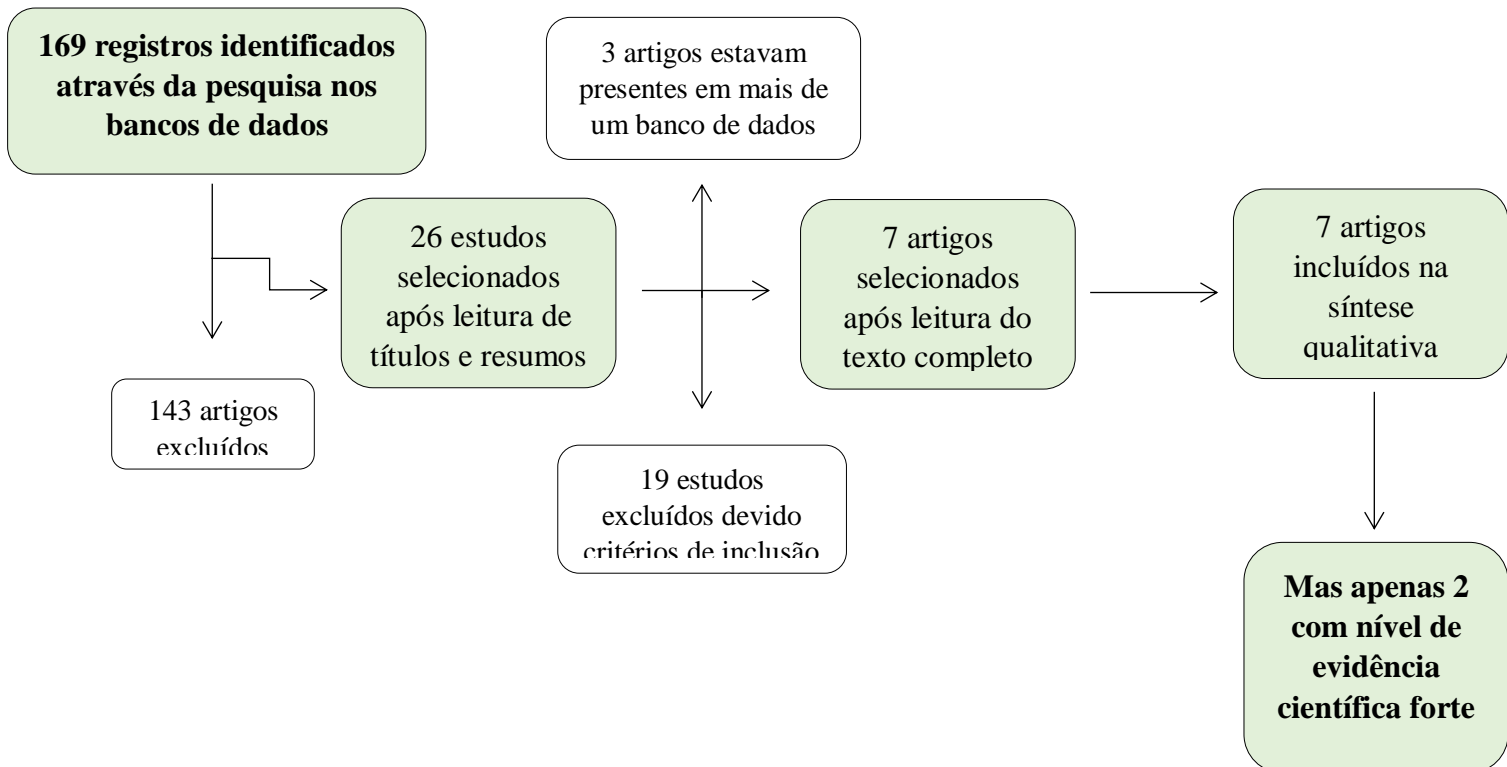 169 registros identificados
através da pesquisa nos
bancos de dados
3 artigos estavam
presentes em mais de
um banco de dados
26 estudos
selecionados
após leitura de
títulos e resumos
7 artigos
selecionados
após leitura do
texto completo
7 artigos
incluídos na
síntese
qualitativa
143 artigos
excluídos
19 estudos
excluídos devido
critérios de inclusão
Mas apenas 2
com nível de
evidência
científica forte